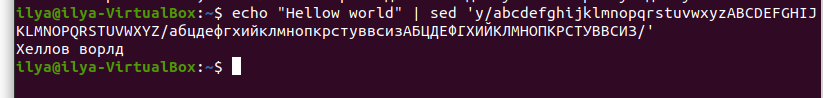 ilya@ilya-VirtualBox:~$ echo "Hellow world" | sed 'y/abcdefghijklmnopqrstuvwxyzABCDEFGHIJ
KLMNOPQRSTUVWXYZ/абцдефгхийклмнопкрстуввсизАБЦДЕФГХИЙКЛМНОПКРСТУВВСИЗ/'
Хеллов ворлд
ilya@ilya-VirtualBox:~$